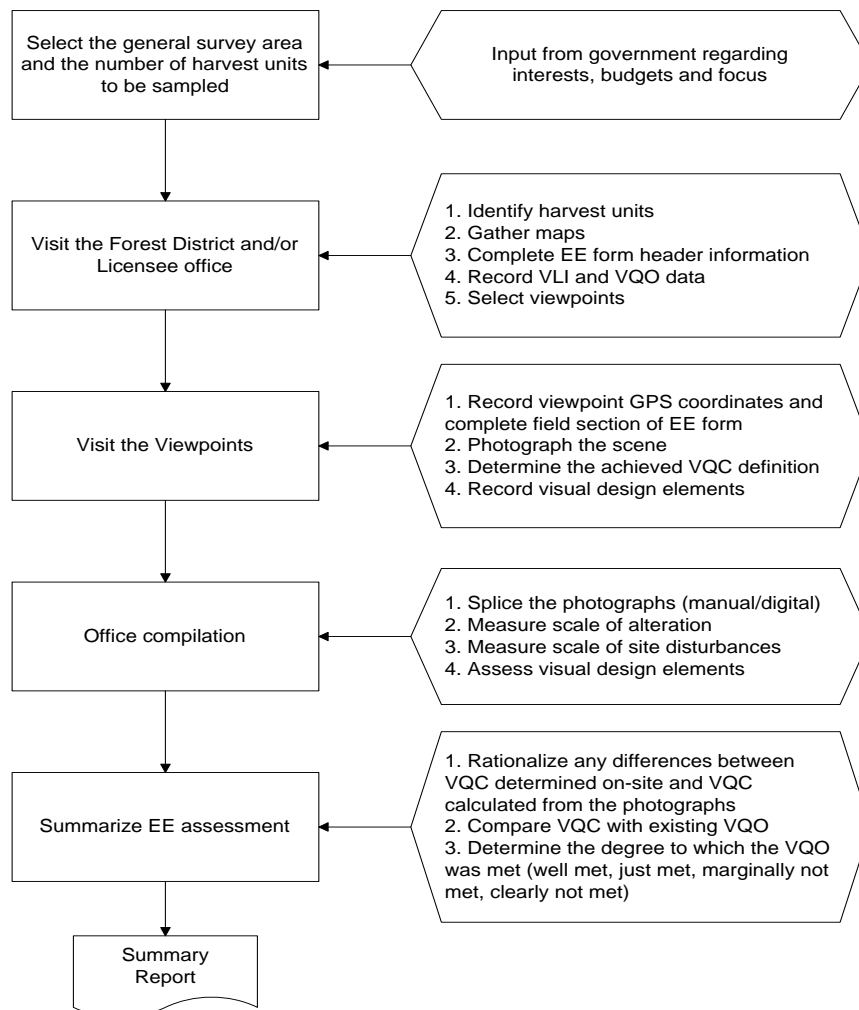 Select the general survey area
and the number of harvest units
to be sampled
Input from government regarding
interests, budgets and focus
Visit the Forest District and/or
Licensee office
1. Identify harvest units
2. Gather maps
3. Complete EE form header information
4. Record VLI and VQO data
5. Select viewpoints
Visit the Viewpoints
1. Record viewpoint GPS coordinates and
complete field section of EE form
2. Photograph the scene
3. Determine the achieved VQC definition
4. Record visual design elements
Office compilation
1. Splice the photographs (manual/digital)
2. Measure scale of alteration
3. Measure scale of site disturbances
4. Assess visual design elements
Summarize EE assessment
1. Rationalize any differences between
VQC determined on-site and VQC
calculated from the photographs
2. Compare VQC with existing VQO
3. Determine the degree to which the VQO
was met (well met, just met, marginally not
met, clearly not met)
Summary
Report